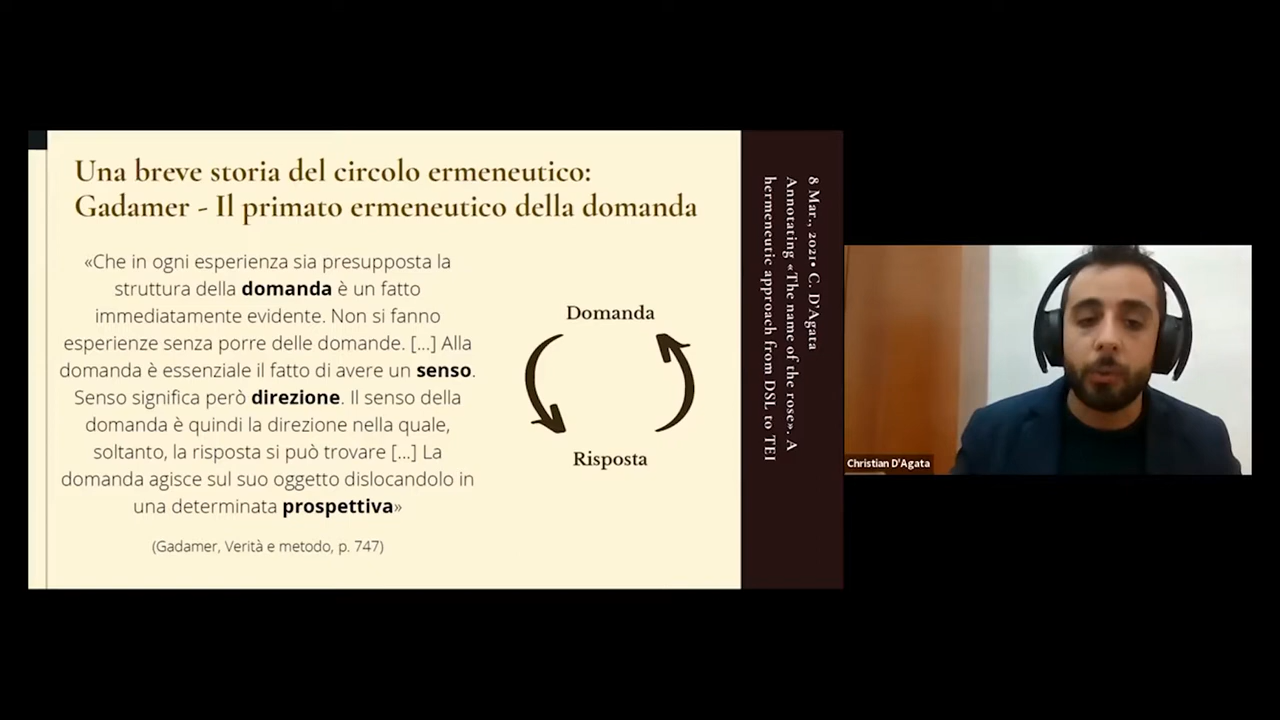 Una breve storia del circolo ermeneutico:
Gadamer - Il primato ermeneutico della domanda
«Che in ogni esperienza sia presupposta la
struttura della domanda è un fatto
immediatamente evidente. Non si fanno
esperienze senza porre delle domande. [...] Alla
domanda è essenziale il fatto di avere un senso.
Senso significa però direzione. Il senso della
domanda è quindi la direzione nella quale,
soltanto, la risposta si può trovare [...] La
domanda agisce sul suo oggetto dislocandolo in
una determinata prospettiva»
(Gadamer, Verità e metodo, p. 747)
Domanda
Risposta
8 Mar., 2021• C. D'Agata
Annotating «The name of the rose». A
hermeneutic approach from DSL to TEI
Christian D'Agata